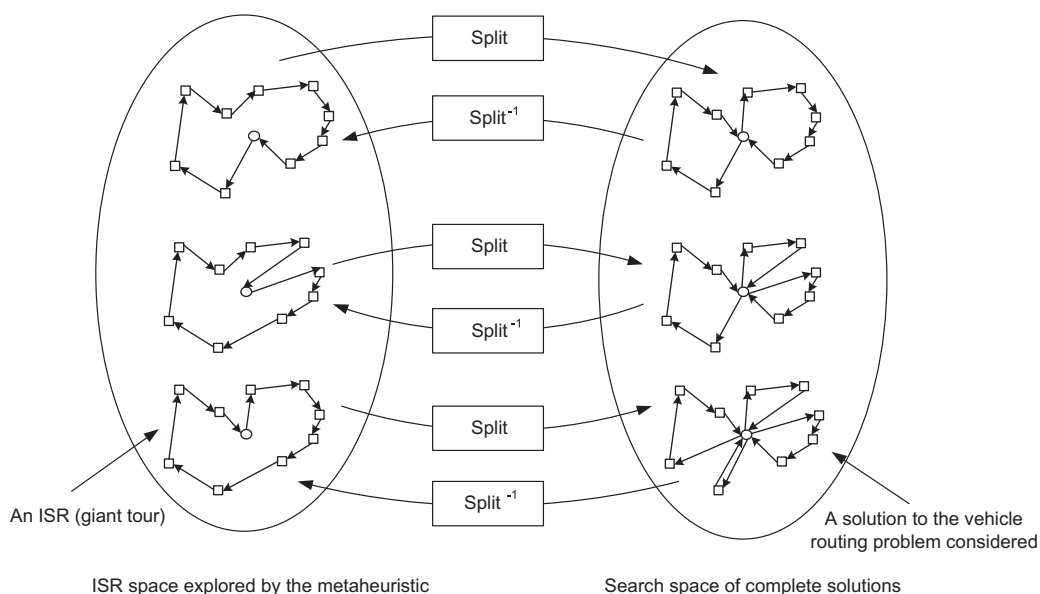 Split
Split-1
Split
Split-1
Split
Split-1
An ISR (giant tour)
A solution to the vehicle
routing problem considered
ISR space explored by the metaheuristic
Search space of complete solutions